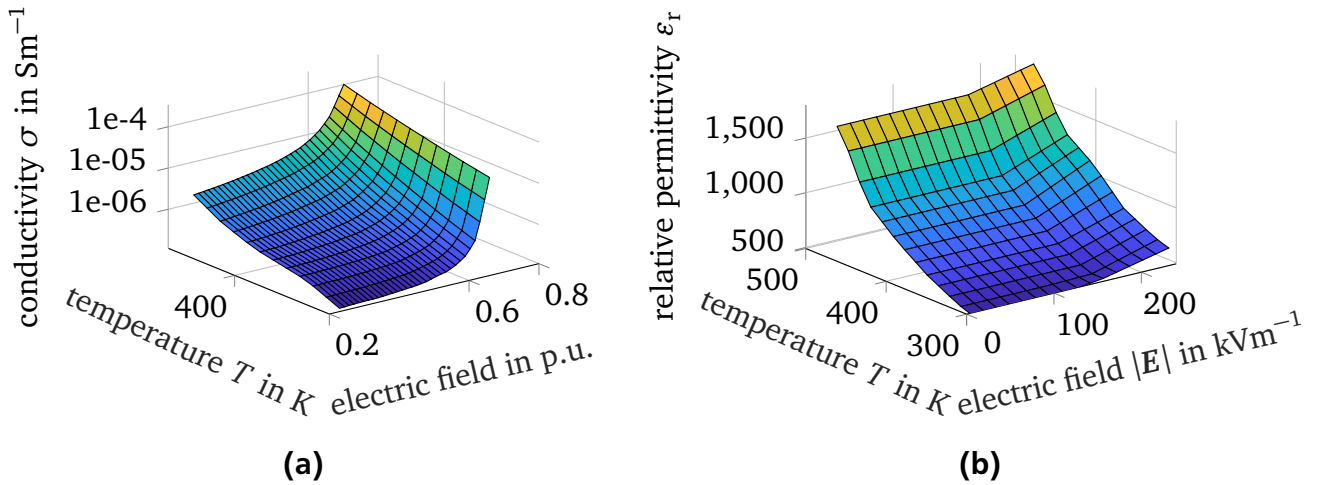 conductivity σ in Sm⁻¹
1e-4
1e-05
1e-06
400
temperature T in K
0.2
0.6
0.8
electric field in p.u.
(a)
relative permittivity εᵣ
1,500
1,000
500
500
400
300
temperature T in K
0
100
200
electric field |E| in kVm⁻¹
(b)